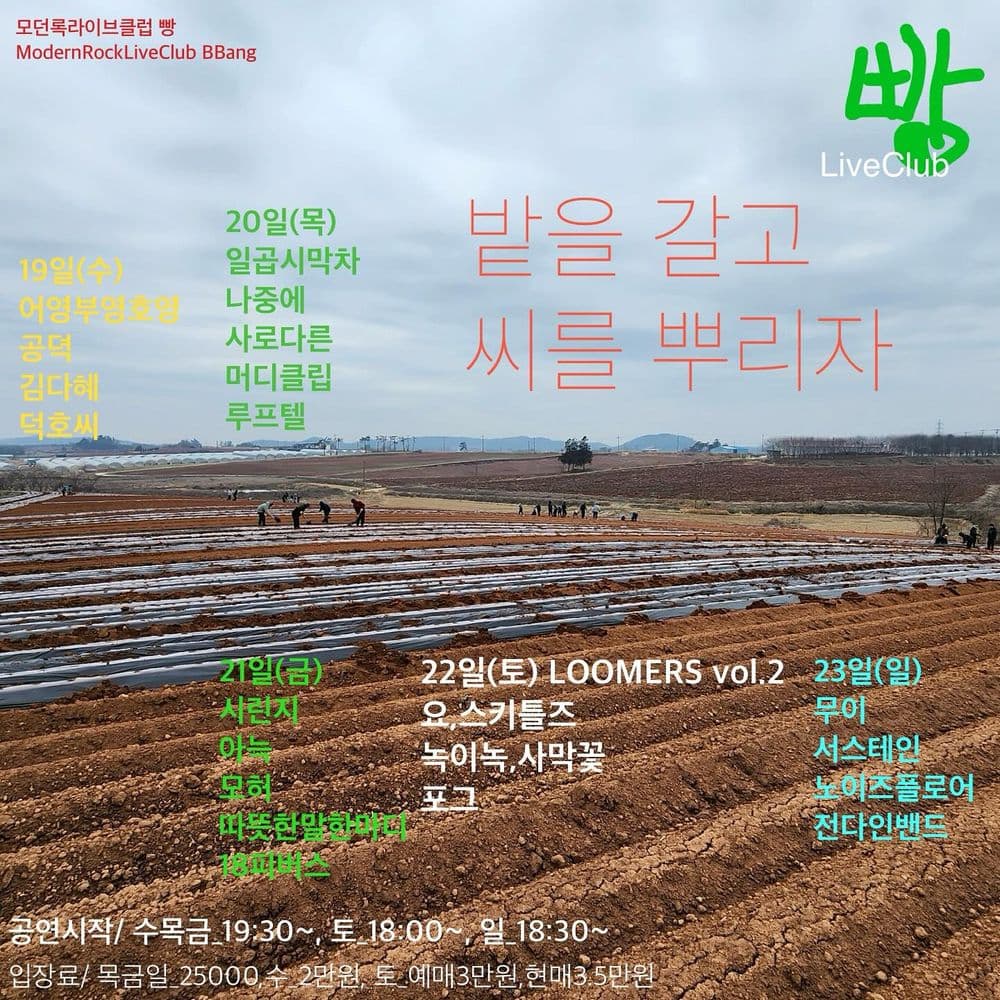 모던록라이브클럽 빵
ModernRockLiveClub BBang
빵
LiveClub
밭을 갈고
씨를 뿌리자
19일(수)
어영부영호영
공뎍
김다혜
덕호씨
20일(목)
일곱시막차
나중에
사로다른
머디클립
루프텔
21일(금)
시린지
아늑
모허
따뜻한말한마디
18피버스
22일(토) LOOMERS vol.2
요,스키틀즈
녹이녹,사막꽃
포그
23일(일)
무이
서스테인
노이즈플로어
전다인밴드
공연시작/ 수목금_19:30~, 토_18:00~, 일_18:30~
입장료/ 목금일_25000,수_2만원, 토_예매3만원,현매3.5만원